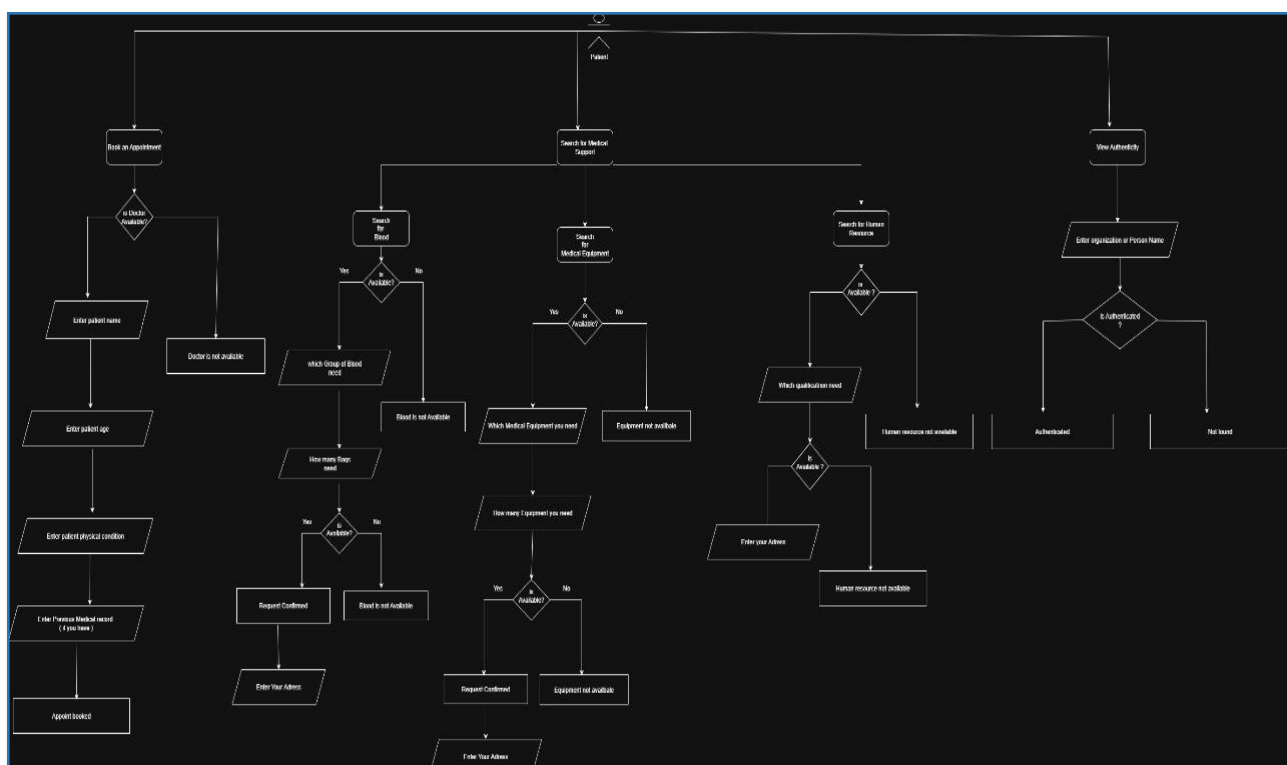 Patient
Book an Appointment
Search for Medical
Support
View Authenticity
is Doctor
Available?
Search
for
Blood
Search
for
Medical Equipment
Search for Human
Resource
Enter organization or Person Name
Yes
No
is
Available?
is
Available ?
Enter patient name
Yes
No
is
Available?
is Authenticated
?
Doctor is not available
which Group of Blood
need
Which qualification need
Enter patient age
Blood is not Available
Which Medical Equipment you need
Equipment not availbale
Human resource not available
Authenticated
Not found
How many Bags
need
is
Available ?
Enter patient physical condition
Yes
No
is
Available?
How many Equipment you need
Enter your Adress
Human resource not available
Enter Previous Medical record
( if you have )
Request Confirmed
Blood is not Available
Yes
No
is
Available?
Enter Your Adress
Request Confirmed
Equipment not availbale
Appoint booked
Enter Your Adress